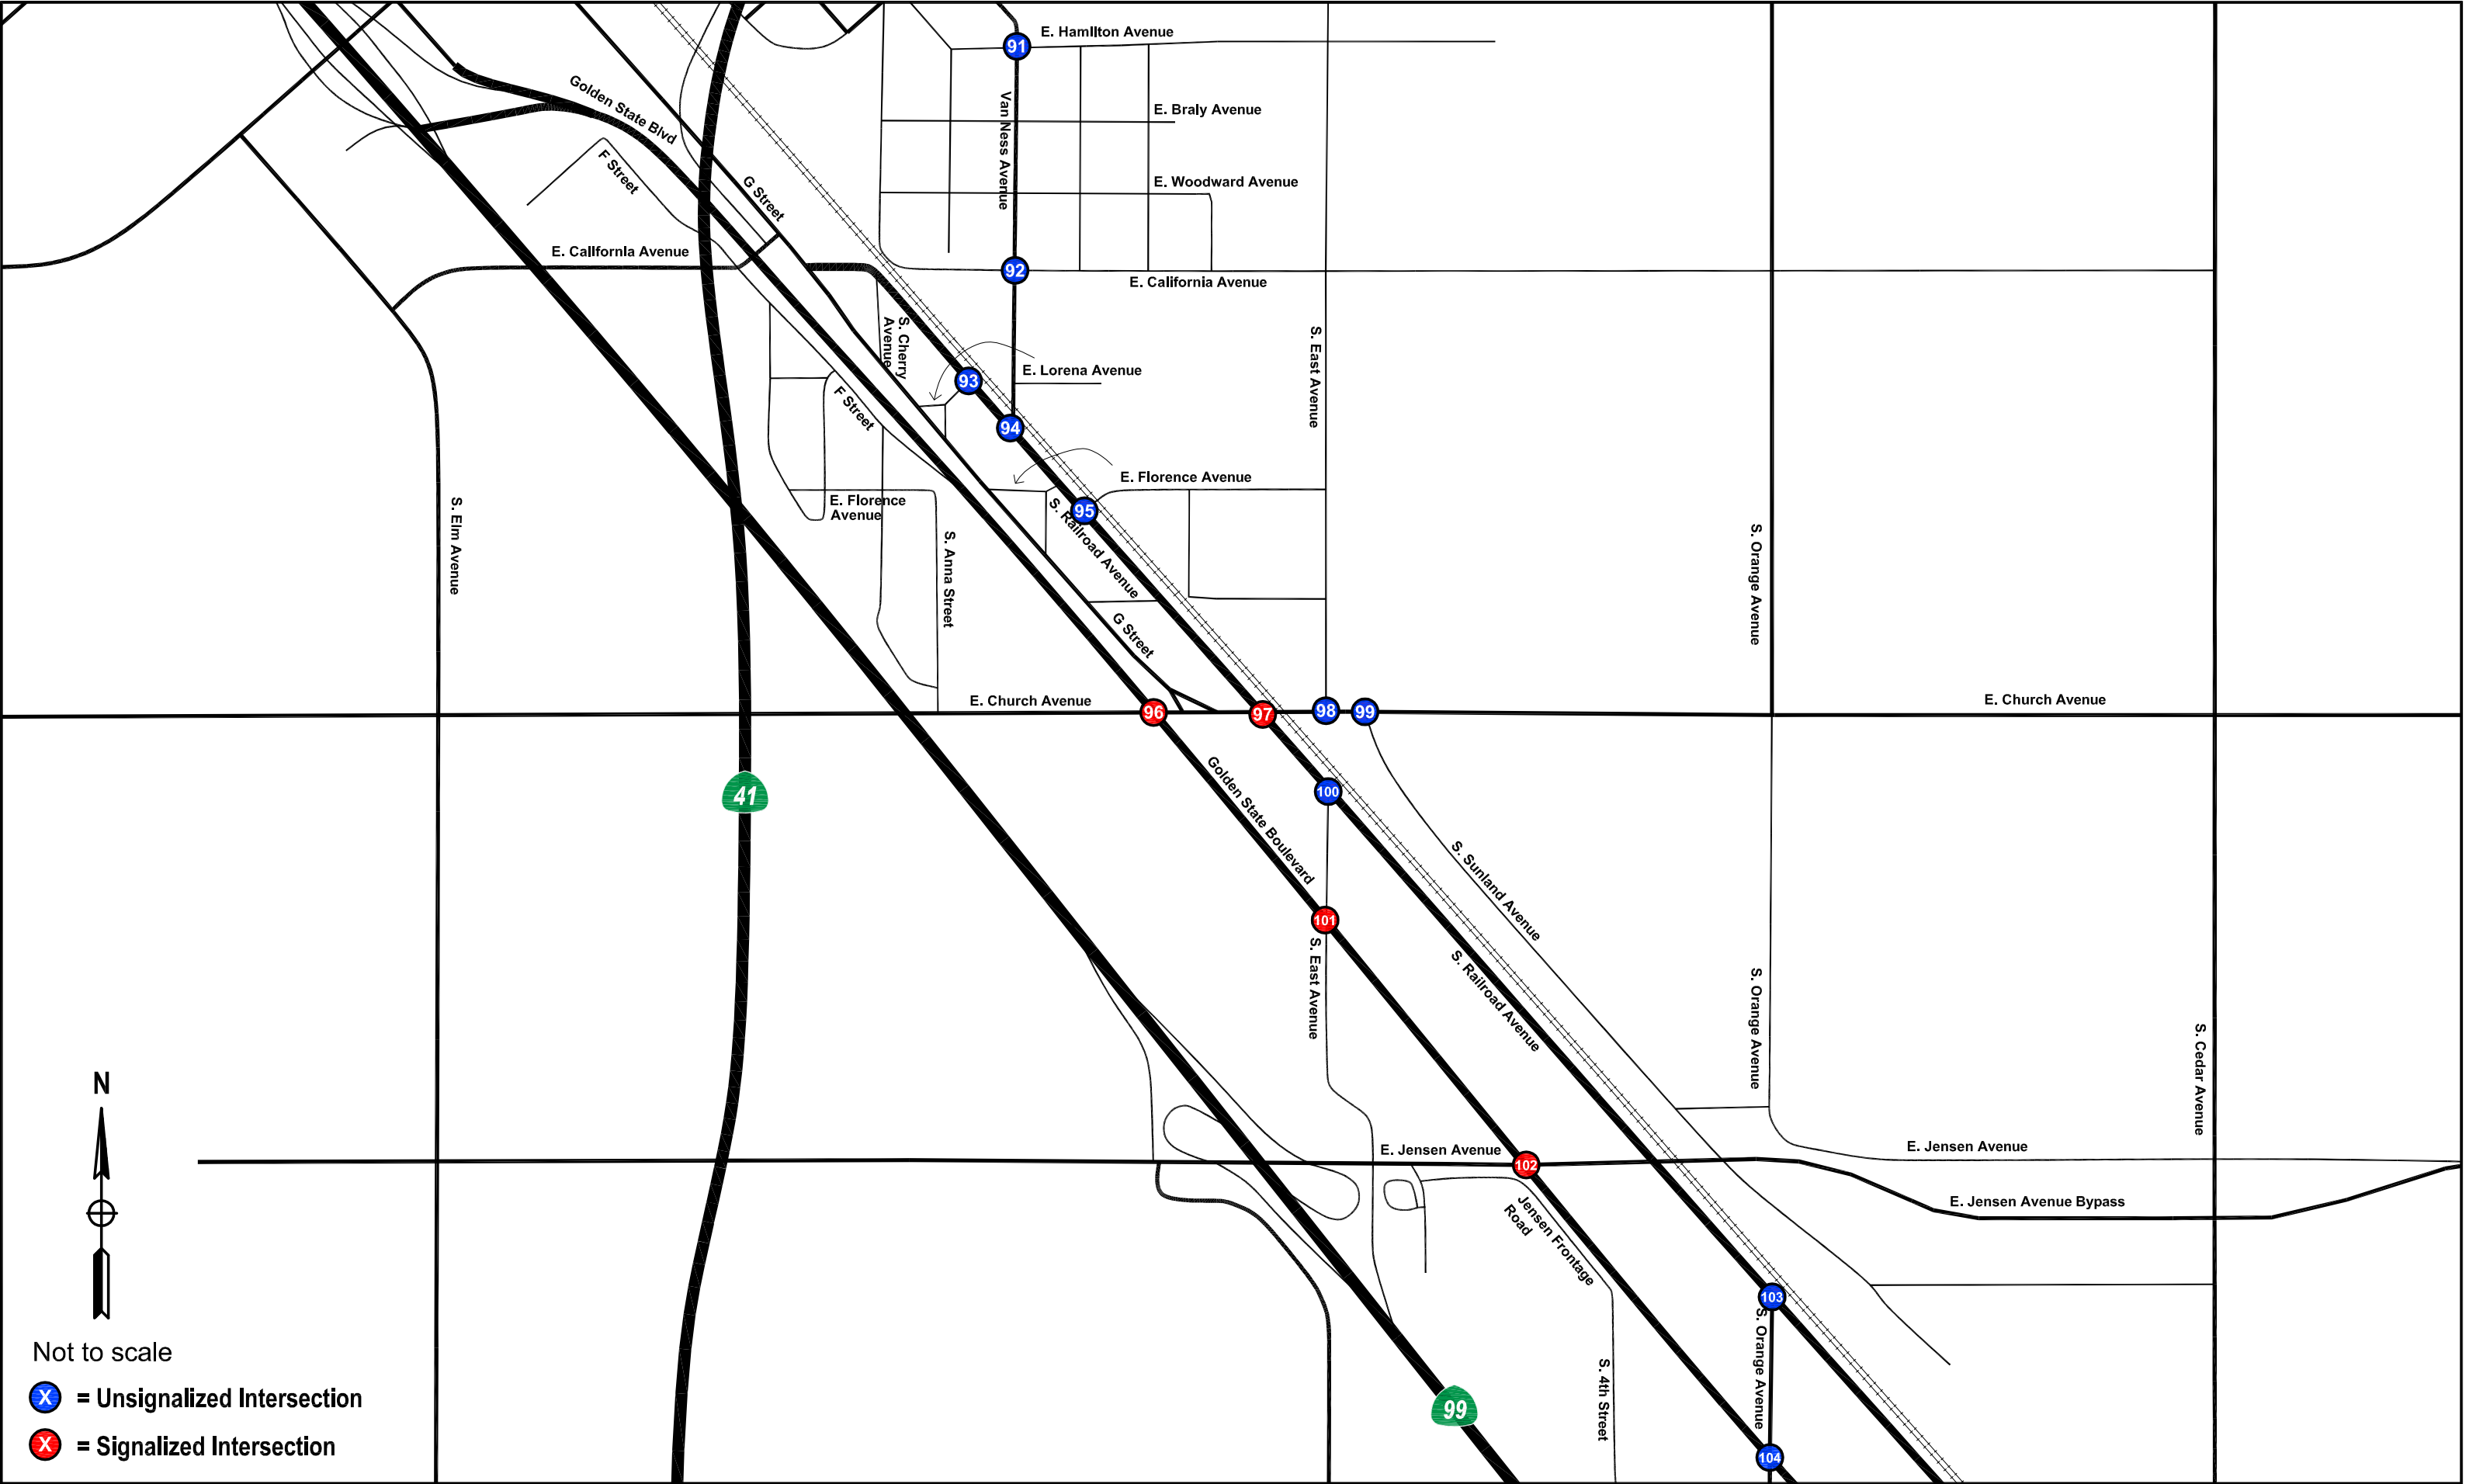 91
E. Hamilton Avenue
Golden State Blvd
Van Ness Avenue
E. Braly Avenue
F Street
G Street
E. Woodward Avenue
E. California Avenue
92
E. California Avenue
S. Cherry
Avenue
S. East Avenue
E. Lorena Avenue
93
F Street
94
E. Florence Avenue
E. Florence
Avenue
S. Elm Avenue
95
S. Railroad Avenue
S. Anna Street
S. Orange Avenue
G Street
E. Church Avenue
96
97
98
99
E. Church Avenue
41
Golden State Boulevard
100
S. Sunland Avenue
101
S. East Avenue
S. Railroad Avenue
S. Orange Avenue
S. Cedar Avenue
N
E. Jensen Avenue
102
E. Jensen Avenue
E. Jensen Avenue Bypass
Jensen Frontage
Road
103
S. Orange Avenue
Not to scale
X = Unsignalized Intersection
99
S. 4th Street
X = Signalized Intersection
104